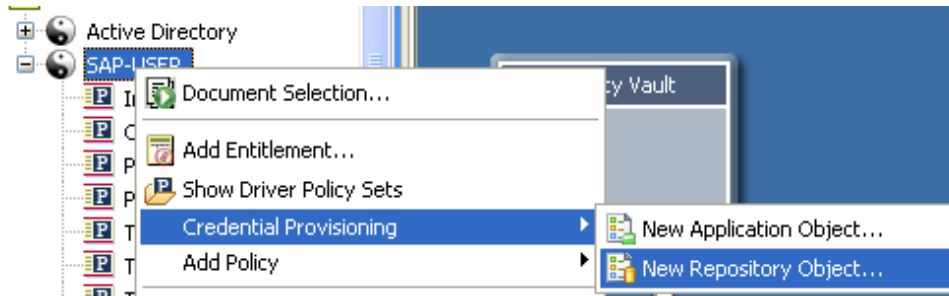 Active Directory
SAP-USER
Document Selection...
Add Entitlement...
Show Driver Policy Sets
Credential Provisioning
Add Policy
New Application Object...
New Repository Object...
Vault